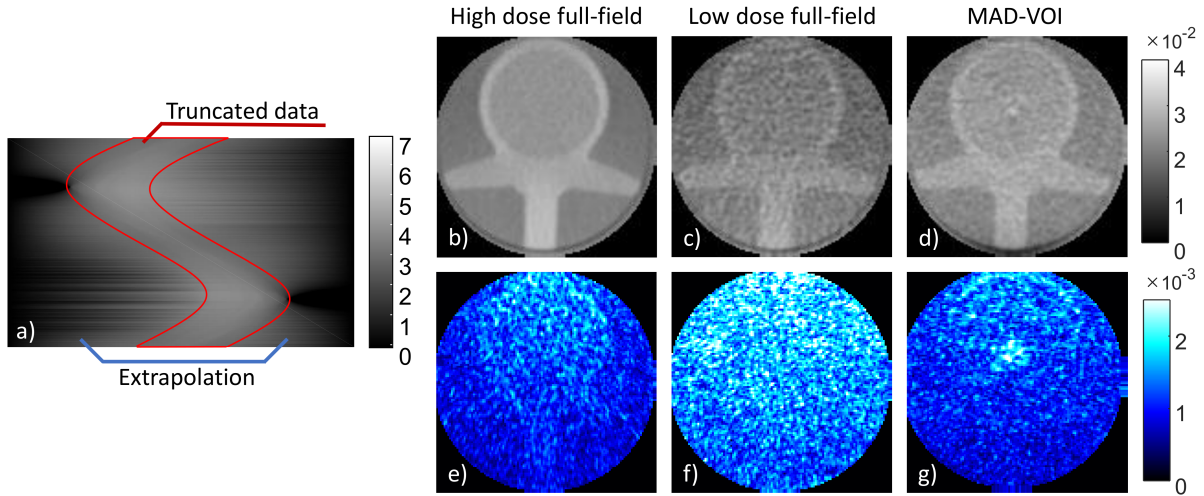 High dose full-field
Low dose full-field
MAD-VOI
×10⁻²
4
3
2
1
0
Truncated data
7
6
5
4
3
2
1
0
a)
Extrapolation
b)
c)
d)
×10⁻³
2
1
0
e)
f)
g)